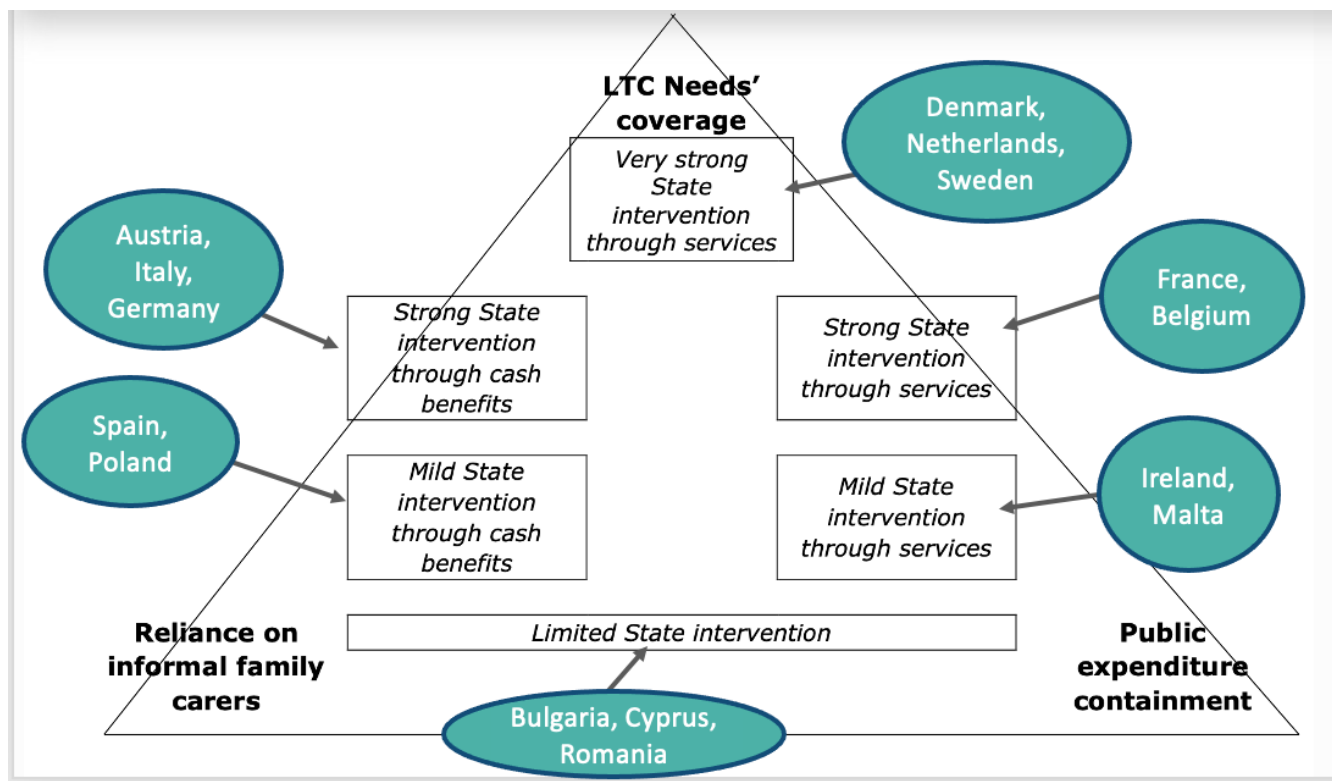 LTC Needs’
coverage
Denmark,
Netherlands,
Sweden
Very strong
State
intervention
through services
Austria,
Italy,
Germany
France,
Belgium
Strong State
intervention
through cash
benefits
Strong State
intervention
through services
Spain,
Poland
Ireland,
Malta
Mild State
intervention
through cash
benefits
Mild State
intervention
through services
Reliance on
informal family
carers
Limited State intervention
Public
expenditure
containment
Bulgaria, Cyprus,
Romania